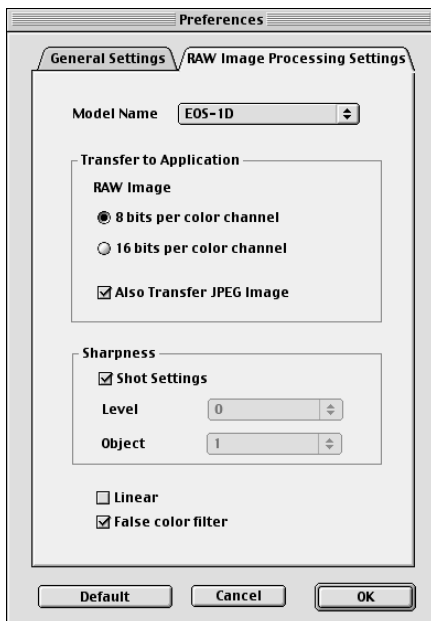 Preferences
General Settings
RAW Image Processing Settings
Model Name
EOS-1D
Transfer to Application
RAW Image
8 bits per color channel
16 bits per color channel
Also Transfer JPEG Image
Sharpness
Shot Settings
Level
0
Object
1
Linear
False color filter
Default
Cancel
OK